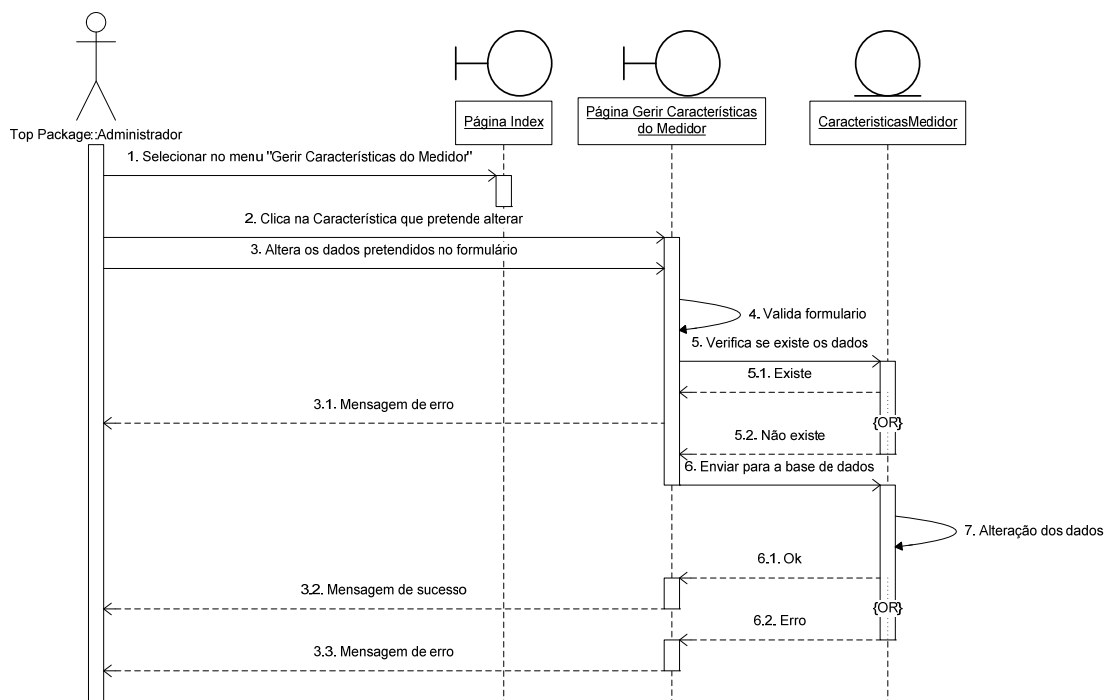 Top Package::Administrador
Página Index
Página Gerir Características
do Medidor
CaracteristicasMedidor
1. Selecionar no menu "Gerir Características do Medidor"
2. Clica na Característica que pretende alterar
3. Altera os dados pretendidos no formulário
4. Valida formulario
5. Verifica se existe os dados
5.1. Existe
3.1. Mensagem de erro
{OR}
5.2. Não existe
6. Enviar para a base de dados
7. Alteração dos dados
6.1. Ok
3.2. Mensagem de sucesso
{OR}
6.2. Erro
3.3. Mensagem de erro